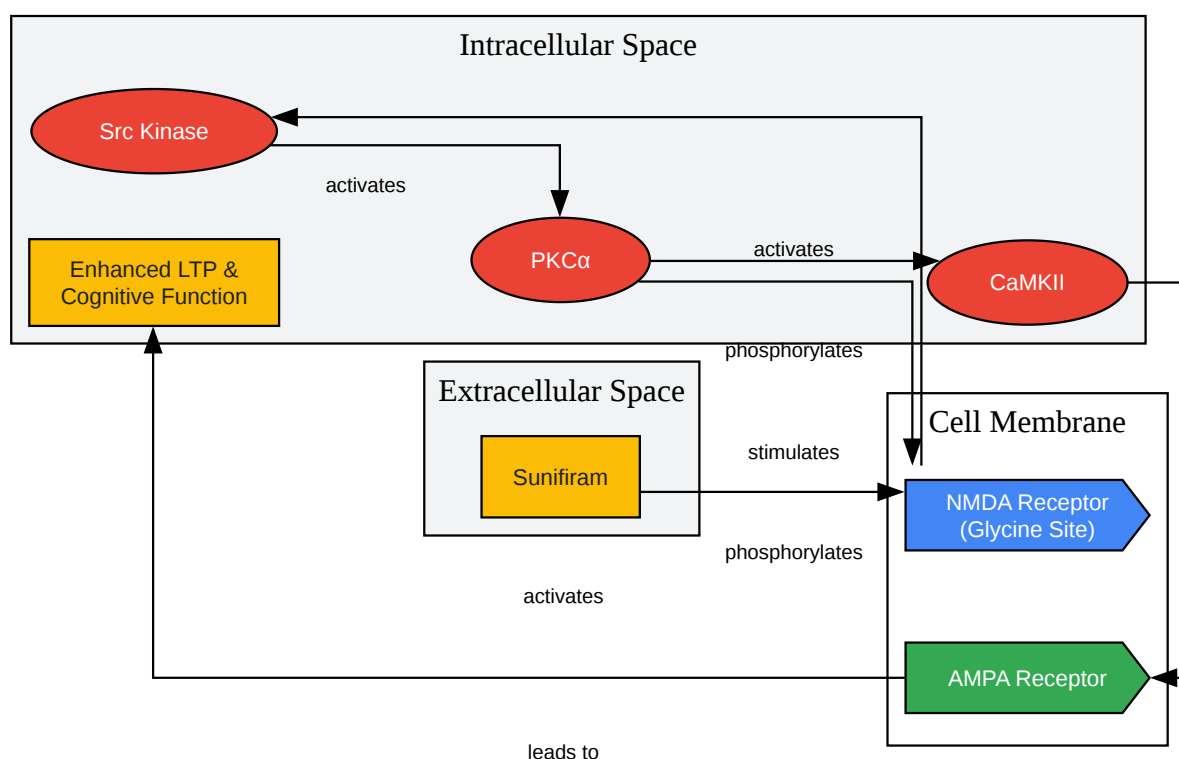 Intracellular Space
Src Kinase
activates
Enhanced LTP &
Cognitive Function
PKCα
activates
CaMKII
phosphorylates
Extracellular Space
Sunifiram
stimulates
Cell Membrane
NMDA Receptor
(Glycine Site)
phosphorylates
activates
AMPA Receptor
leads to